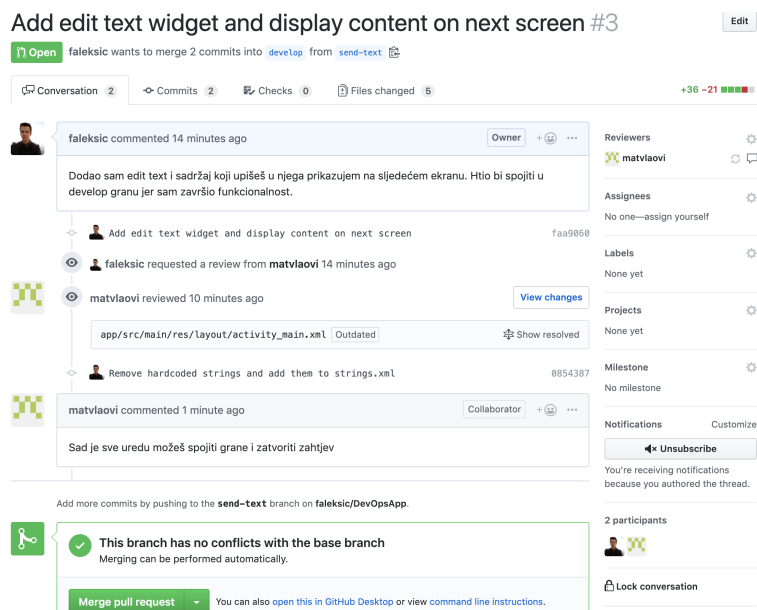 Add edit text widget and display content on next screen #3
Edit
Open
faleksic wants to merge 2 commits into develop from send-text
Conversation 2
Commits 2
Checks 0
Files changed 5
+36 −21
faleksic commented 14 minutes ago
Owner
Dodao sam edit text i sadržaj koji upišeš u njega prikazujem na sljedećem ekranu. Htio bi spojiti u
develop granu jer sam završio funkcionalnost.
Add edit text widget and display content on next screen
faa9060
faleksic requested a review from matvlaovi 14 minutes ago
matvlaovi reviewed 10 minutes ago
View changes
app/src/main/res/layout/activity_main.xml Outdated
Show resolved
Remove hardcoded strings and add them to strings.xml
0854387
matvlaovi commented 1 minute ago
Collaborator
Sad je sve uredu možeš spojiti grane i zatvoriti zahtjev
Add more commits by pushing to the send-text branch on faleksic/DevOpsApp.
This branch has no conflicts with the base branch
Merging can be performed automatically.
Merge pull request
You can also open this in GitHub Desktop or view command line instructions.
Reviewers
matvlaovi
Assignees
No one—assign yourself
Labels
None yet
Projects
None yet
Milestone
No milestone
Notifications
Customize
Unsubscribe
You're receiving notifications
because you authored the thread.
2 participants
Lock conversation